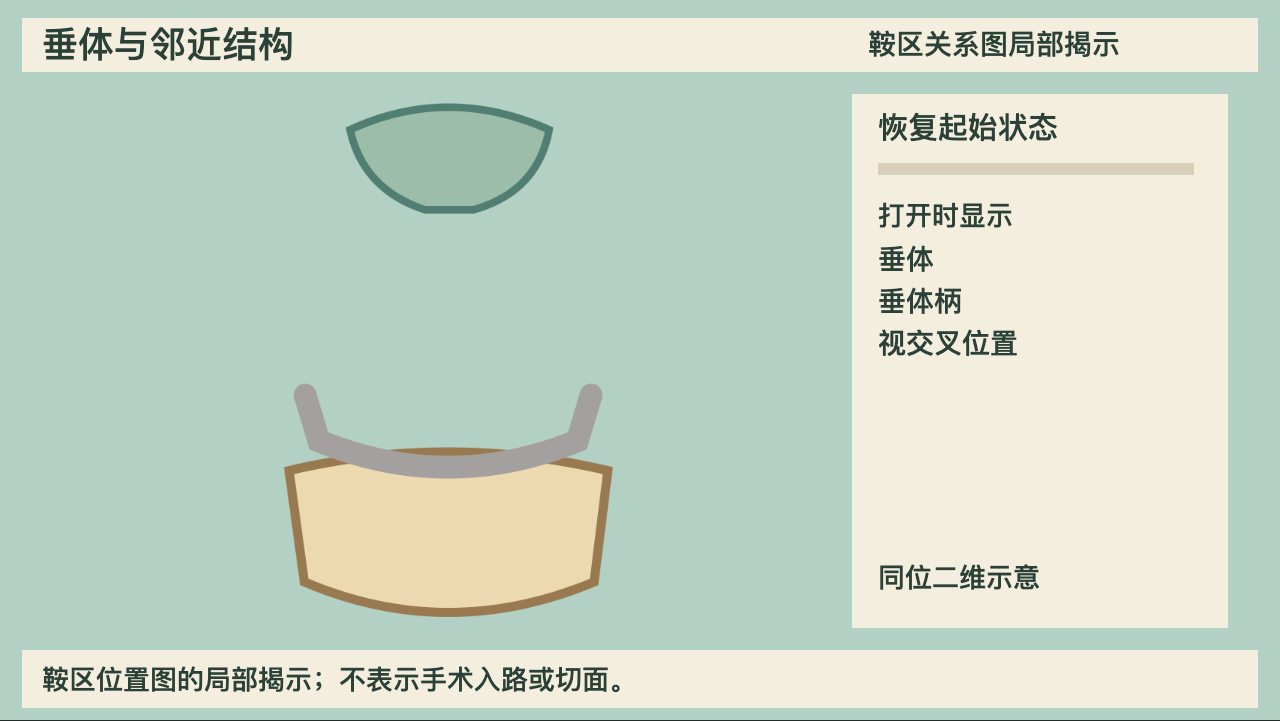 垂体与邻近结构
鞍区关系图局部揭示
恢复起始状态
打开时显示
垂体
垂体柄
视交叉位置
同位二维示意
鞍区位置图的局部揭示；不表示手术入路或切面。